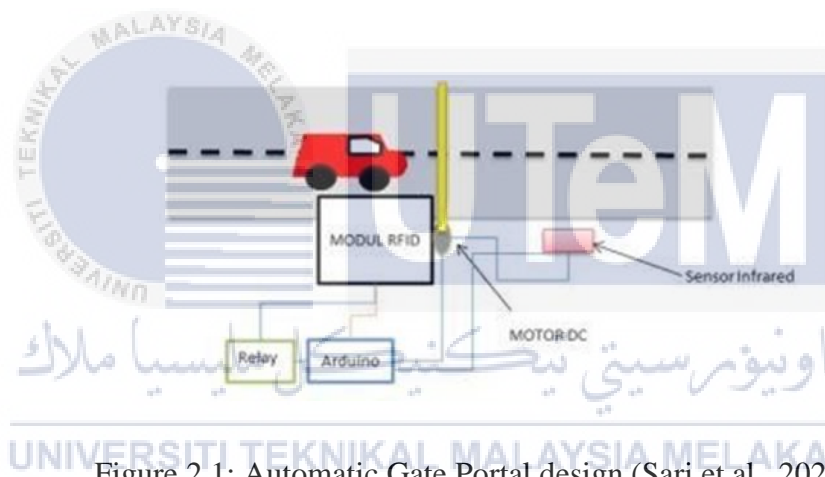 UNIVERSITI TEKNIKAL MALAYSIA MELAKA
UTeM
MODUL RFID
Sensor Infrared
MOTOR DC
Relay
Arduino
اونيۏرسيتي تيكنيكل مليسيا ملاك
UNIVERSITI TEKNIKAL MALAYSIA MELAKA
Figure 2.1: Automatic Gate Portal design (Sari et al., 202